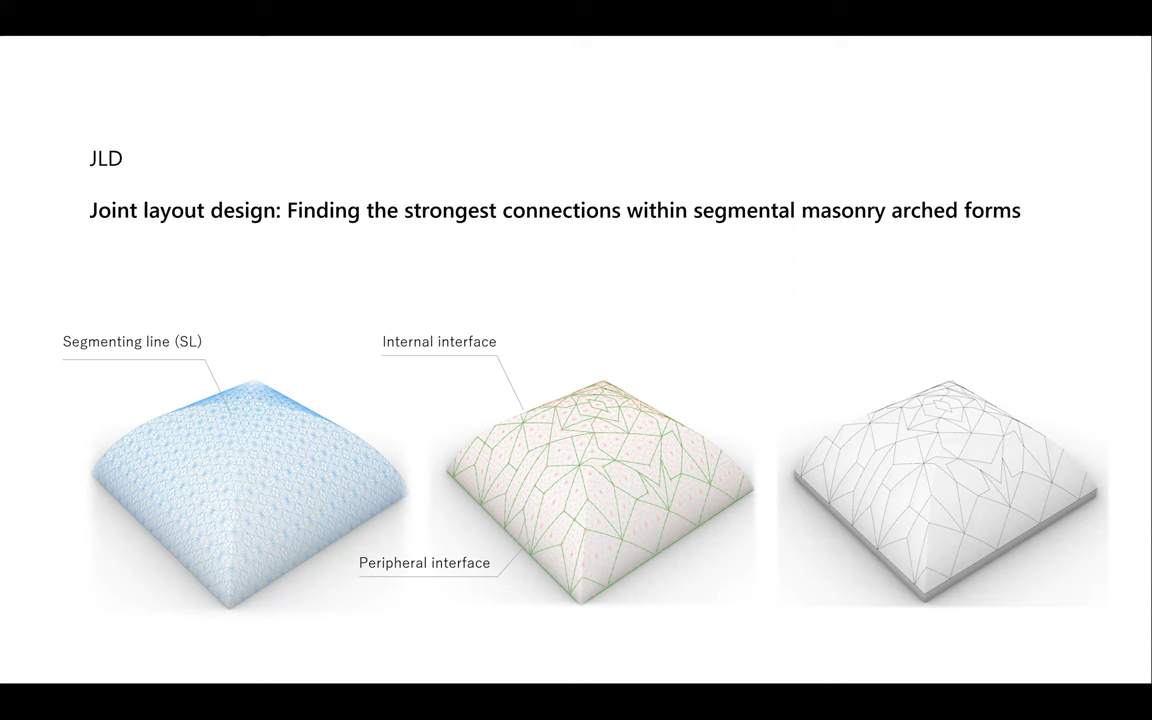 JLD
Joint layout design: Finding the strongest connections within segmental masonry arched forms
Segmenting line (SL)
Internal interface
Peripheral interface